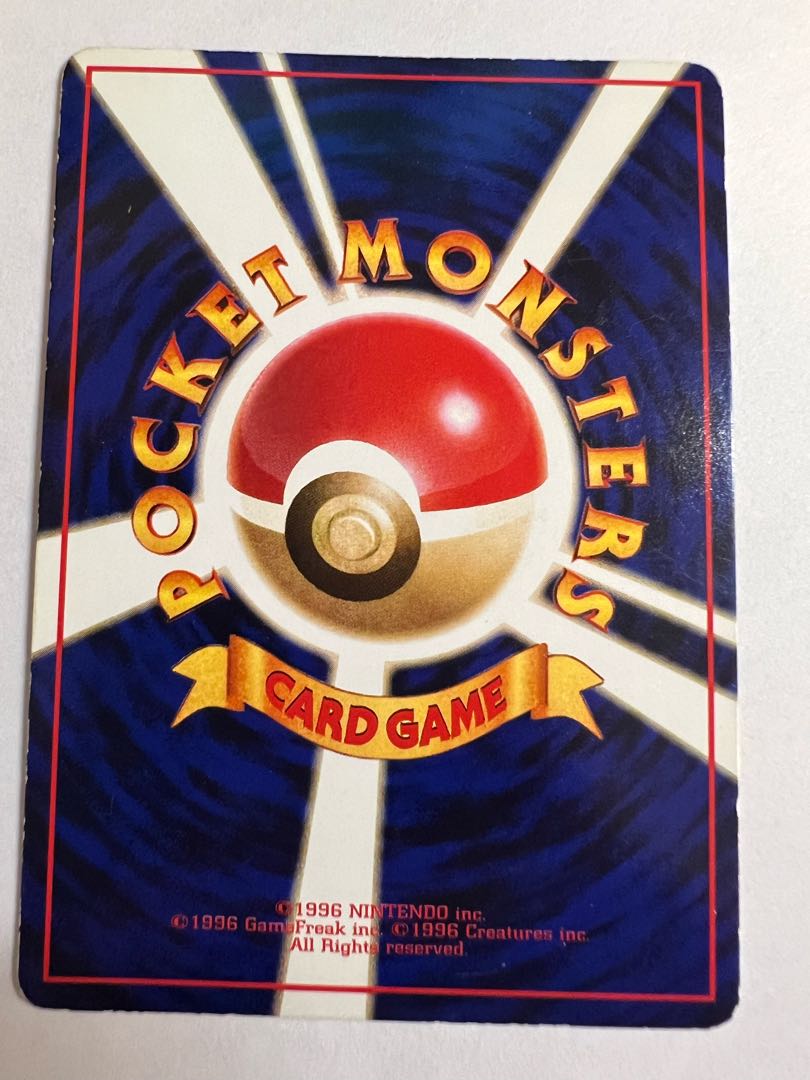 POCKET MONSTERS
CARD GAME
©1996 NINTENDO inc.
©1996 GameFreak inc. ©1996 Creatures inc.
All Rights reserved.